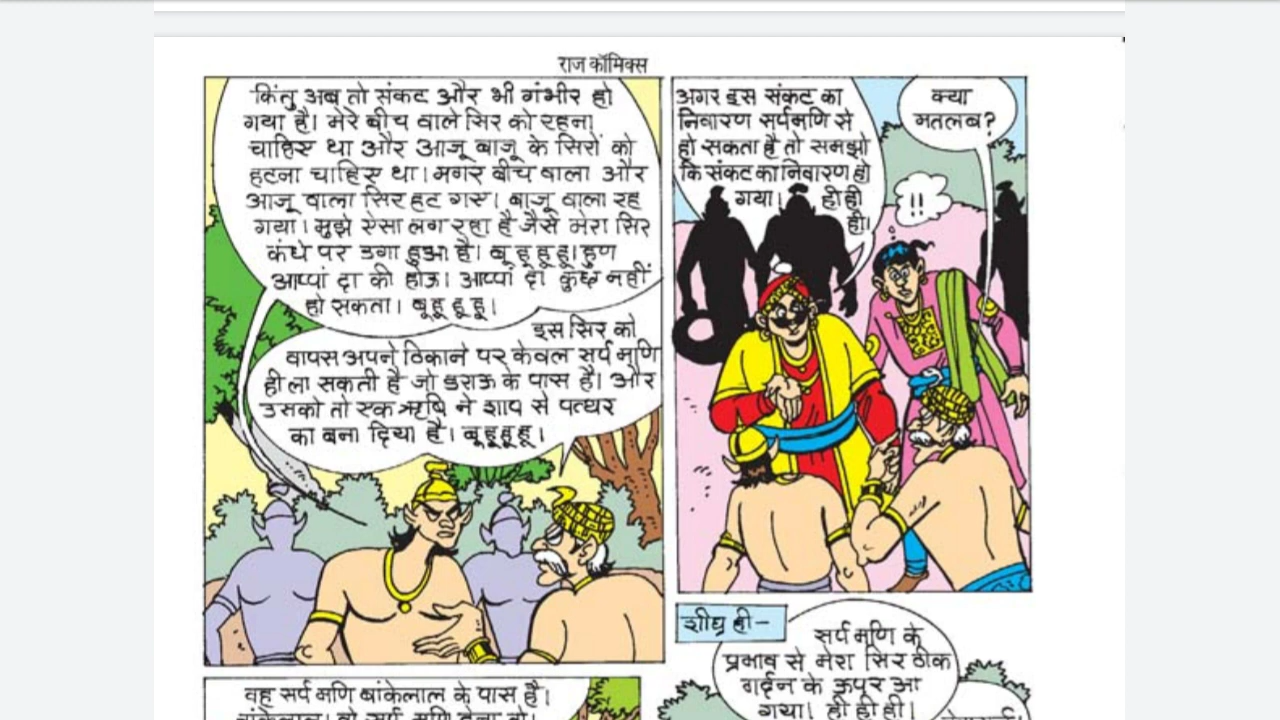 राज कॉमिक्स
किंतु अब तो संकट और भी गंभीर हो
गया है। मेरे बीच वाले सिर को रहना
चाहिए था और आजू बाजू के सिरों को
हटना चाहिए था। मगर बीच वाला और
आजू वाला सिर हट गए। बाजू वाला रह
गया। मुझे ऐसा लग रहा है जैसे मेरा सिर
कंधे पर उगा हुआ है। बू हू हू हू। हुण
आप्पां दा की होऊ। आप्पां दा कुछ नहीं
हो सकता। बू हू हू हू।
इस सिर को
वापस अपने ठिकाने पर केवल सर्प मणि
ही ला सकती है जो डराऊ के पास है। और
उसको तो एक ऋषि ने शाप से पत्थर
का बना दिया है। बू हू हू हू।
अगर इस संकट का
निवारण सर्पमणि से
हो सकता है तो समझो
कि संकट का निवारण हो
गया। ही ही
ही।
क्या
मतलब?
!!
वह सर्प मणि बांकेलाल के पास है।
बांकेलाल। वो सर्प मणि देना तो।
शीघ्र ही-
सर्प मणि के
प्रभाव से मेरा सिर ठीक
गर्दन के ऊपर आ
गया। ही ही ही।